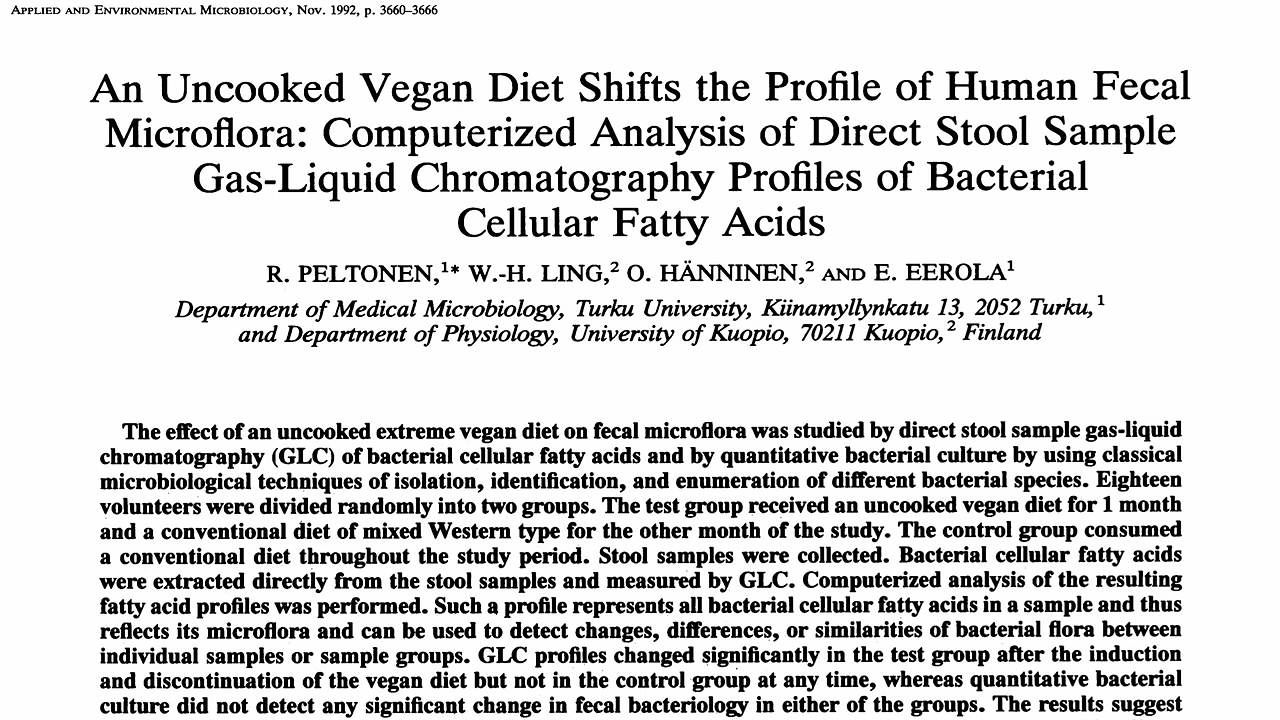 APPLIED AND ENVIRONMENTAL MICROBIOLOGY, Nov. 1992, p. 3660–3666
An Uncooked Vegan Diet Shifts the Profile of Human Fecal
Microflora: Computerized Analysis of Direct Stool Sample
Gas-Liquid Chromatography Profiles of Bacterial
Cellular Fatty Acids
R. PELTONEN,¹* W.-H. LING,² O. HÄNNINEN,² AND E. EEROLA¹
Department of Medical Microbiology, Turku University, Kiinamyllynkatu 13, 2052 Turku,¹
and Department of Physiology, University of Kuopio, 70211 Kuopio,² Finland
The effect of an uncooked extreme vegan diet on fecal microflora was studied by direct stool sample gas-liquid
chromatography (GLC) of bacterial cellular fatty acids and by quantitative bacterial culture by using classical
microbiological techniques of isolation, identification, and enumeration of different bacterial species. Eighteen
volunteers were divided randomly into two groups. The test group received an uncooked vegan diet for 1 month
and a conventional diet of mixed Western type for the other month of the study. The control group consumed
a conventional diet throughout the study period. Stool samples were collected. Bacterial cellular fatty acids
were extracted directly from the stool samples and measured by GLC. Computerized analysis of the resulting
fatty acid profiles was performed. Such a profile represents all bacterial cellular fatty acids in a sample and thus
reflects its microflora and can be used to detect changes, differences, or similarities of bacterial flora between
individual samples or sample groups. GLC profiles changed significantly in the test group after the induction
and discontinuation of the vegan diet but not in the control group at any time, whereas quantitative bacterial
culture did not detect any significant change in fecal bacteriology in either of the groups. The results suggest